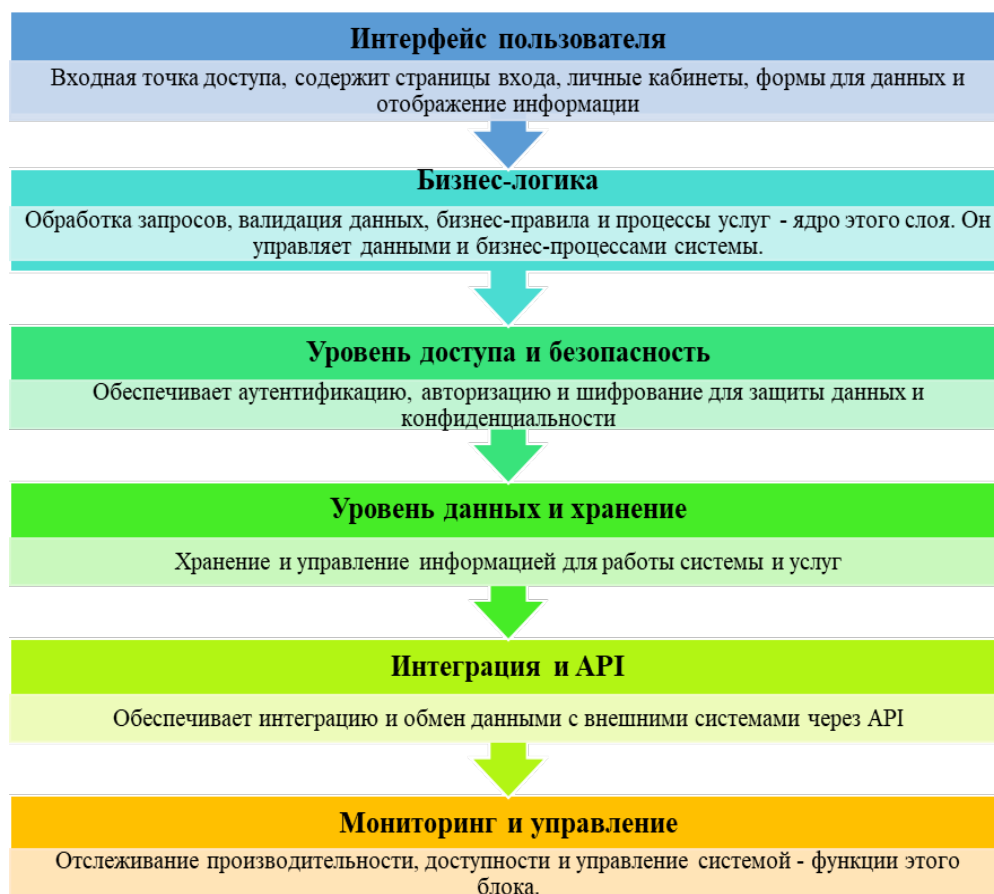 Интерфейс пользователя
Входная точка доступа, содержит страницы входа, личные кабинеты, формы для данных и
отображение информации
Бизнес-логика
Обработка запросов, валидация данных, бизнес-правила и процессы услуг - ядро этого слоя. Он
управляет данными и бизнес-процессами системы.
Уровень доступа и безопасность
Обеспечивает аутентификацию, авторизацию и шифрование для защиты данных и
конфиденциальности
Уровень данных и хранение
Хранение и управление информацией для работы системы и услуг
Интеграция и API
Обеспечивает интеграцию и обмен данными с внешними системами через API
Мониторинг и управление
Отслеживание производительности, доступности и управление системой - функции этого
блока.